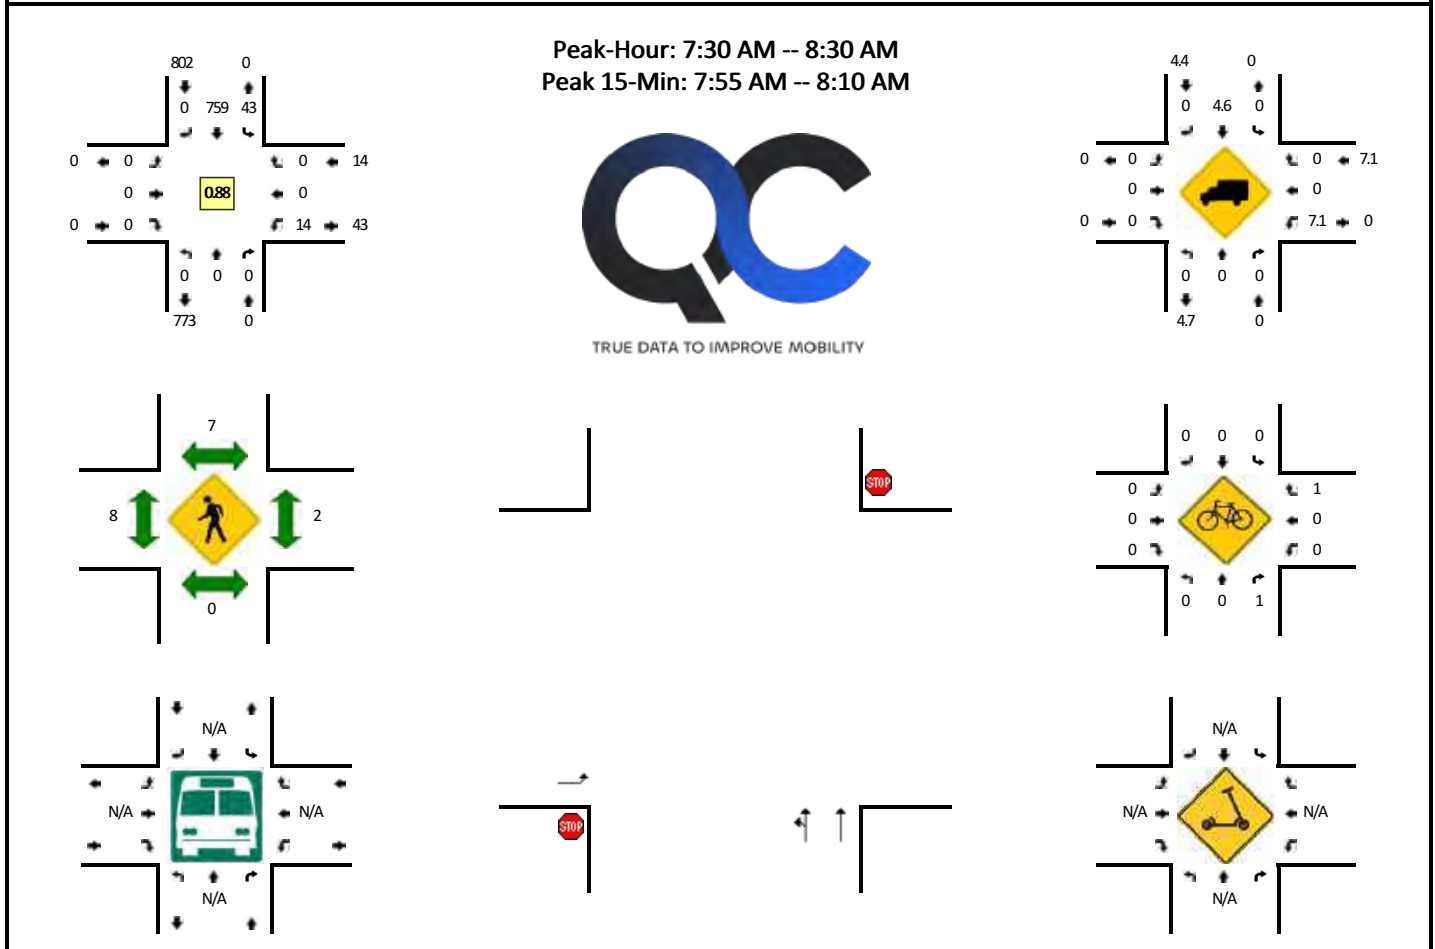 Peak-Hour: 7:30 AM -- 8:30 AM
Peak 15-Min: 7:55 AM -- 8:10 AM
802 0
0 759 43
0 0 0 14
0 0.88 0
0 0 14 43
0 0 0
773 0
QC
TRUE DATA TO IMPROVE MOBILITY
4.4 0
0 4.6 0
0 0 0 7.1
0 0
0 0 7.1 0
0 0 0
4.7 0
7
8 2
0
STOP
STOP
0 0 0
0 1
0 0
0 0
0 0 1
N/A
N/A N/A
N/A
N/A
N/A N/A
N/A